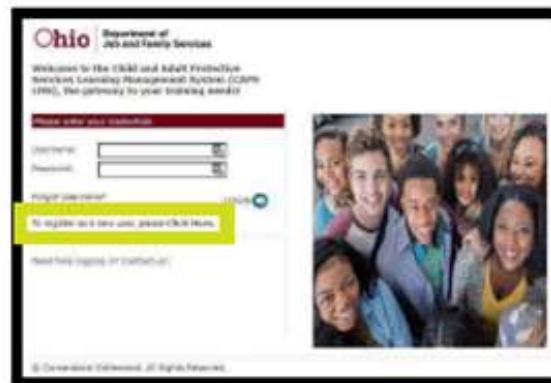 Ohio Department of
Job and Family Services
Welcome to the Child and Adult Protective
Services Learning Management System (CAPS
LMS), the gateway to your training needs!
Please enter your credentials
Username:
Password:
Forgot username?
LOGIN
To register as a new user, please Click Here.
Need help logging in? Contact us!
© Cornerstone OnDemand. All Rights Reserved.